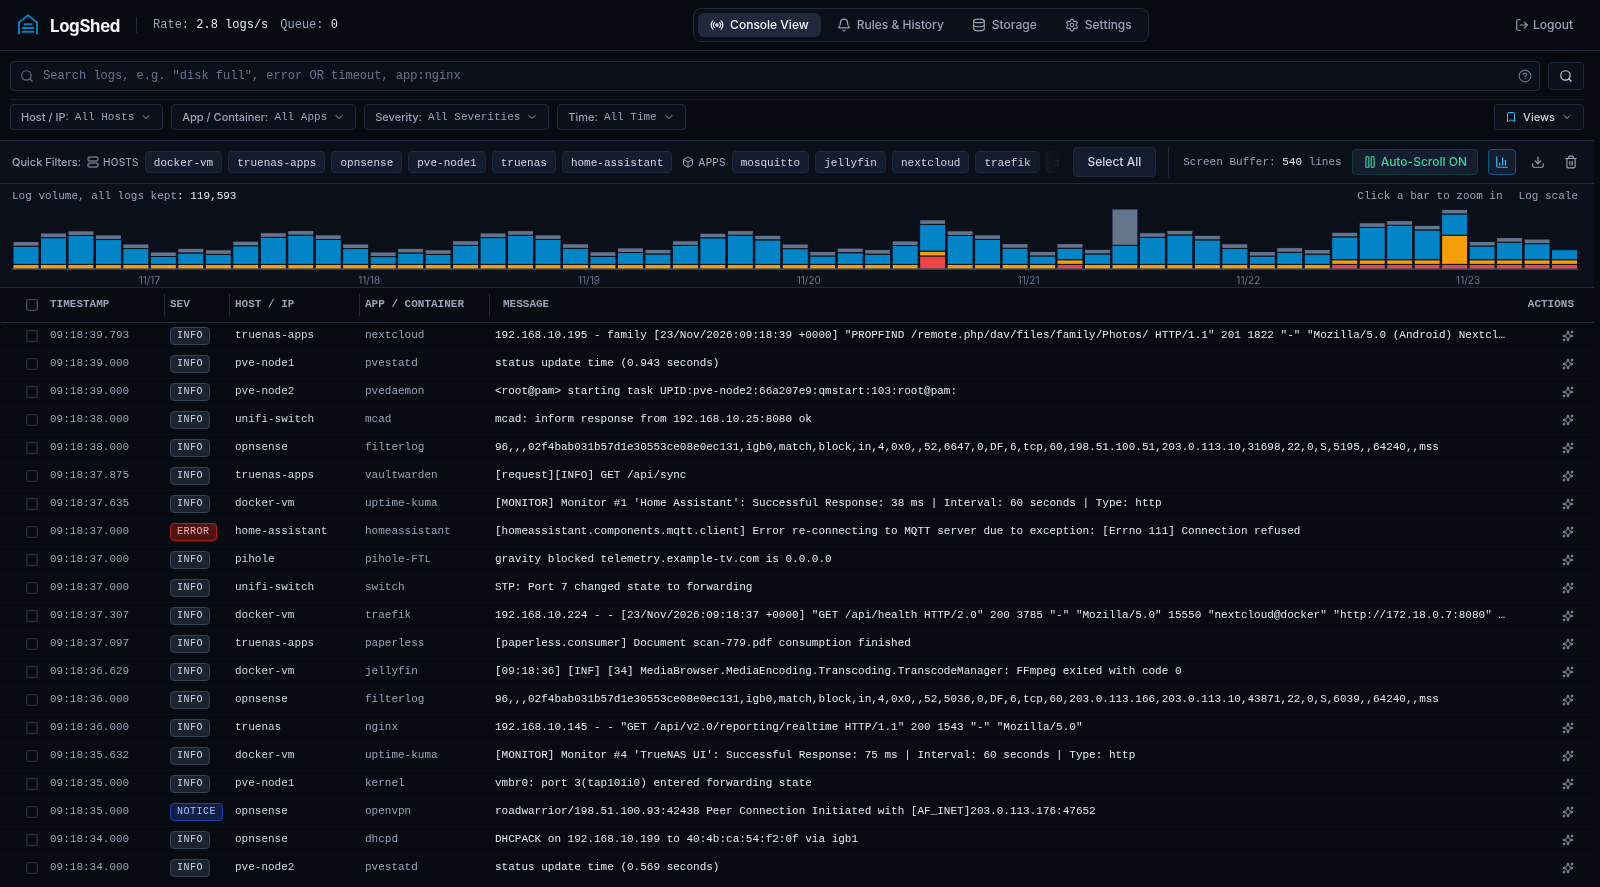 LogShed Rate: 2.8 logs/s Queue: 0 Console View Rules & History Storage Settings Logout
Search logs, e.g. "disk full", error OR timeout, app:nginx
Host / IP: All Hosts App / Container: All Apps Severity: All Severities Time: All Time Views
Quick Filters: HOSTS docker-vm truenas-apps opnsense pve-node1 truenas home-assistant APPS mosquitto jellyfin nextcloud traefik Select All Screen Buffer: 540 lines Auto-Scroll ON
Log volume, all logs kept: 119,593 Click a bar to zoom in Log scale
11/17 11/18 11/19 11/20 11/21 11/22 11/23
TIMESTAMP SEV HOST / IP APP / CONTAINER MESSAGE ACTIONS
09:18:39.793 INFO truenas-apps nextcloud 192.168.10.195 - family [23/Nov/2026:09:18:39 +0000] "PROPFIND /remote.php/dav/files/family/Photos/ HTTP/1.1" 201 1822 "-" "Mozilla/5.0 (Android) Nextcl…
09:18:39.000 INFO pve-node1 pvestatd status update time (0.943 seconds)
09:18:39.000 INFO pve-node2 pvedaemon <root@pam> starting task UPID:pve-node2:66a207e9:qmstart:103:root@pam:
09:18:38.000 INFO unifi-switch mcad mcad: inform response from 192.168.10.25:8080 ok
09:18:38.000 INFO opnsense filterlog 96,,,02f4bab031b57d1e30553ce08e0ec131,igb0,match,block,in,4,0x0,,52,6647,0,DF,6,tcp,60,198.51.100.51,203.0.113.10,31698,22,0,S,5195,,64240,,mss
09:18:37.875 INFO truenas-apps vaultwarden [request][INFO] GET /api/sync
09:18:37.635 INFO docker-vm uptime-kuma [MONITOR] Monitor #1 'Home Assistant': Successful Response: 38 ms | Interval: 60 seconds | Type: http
09:18:37.000 ERROR home-assistant homeassistant [homeassistant.components.mqtt.client] Error re-connecting to MQTT server due to exception: [Errno 111] Connection refused
09:18:37.000 INFO pihole pihole-FTL gravity blocked telemetry.example-tv.com is 0.0.0.0
09:18:37.000 INFO unifi-switch switch STP: Port 7 changed state to forwarding
09:18:37.307 INFO docker-vm traefik 192.168.10.224 - - [23/Nov/2026:09:18:37 +0000] "GET /api/health HTTP/2.0" 200 3785 "-" "Mozilla/5.0" 15550 "nextcloud@docker" "http://172.18.0.7:8080" …
09:18:37.097 INFO truenas-apps paperless [paperless.consumer] Document scan-779.pdf consumption finished
09:18:36.629 INFO docker-vm jellyfin [09:18:36] [INF] [34] MediaBrowser.MediaEncoding.Transcoding.TranscodeManager: FFmpeg exited with code 0
09:18:36.000 INFO opnsense filterlog 96,,,02f4bab031b57d1e30553ce08e0ec131,igb0,match,block,in,4,0x0,,52,5036,0,DF,6,tcp,60,203.0.113.166,203.0.113.10,43871,22,0,S,6039,,64240,,mss
09:18:36.000 INFO truenas nginx 192.168.10.145 - - "GET /api/v2.0/reporting/realtime HTTP/1.1" 200 1543 "-" "Mozilla/5.0"
09:18:35.632 INFO docker-vm uptime-kuma [MONITOR] Monitor #4 'TrueNAS UI': Successful Response: 75 ms | Interval: 60 seconds | Type: http
09:18:35.000 INFO pve-node1 kernel vmbr0: port 3(tap101i0) entered forwarding state
09:18:35.000 NOTICE opnsense openvpn roadwarrior/198.51.100.93:42438 Peer Connection Initiated with [AF_INET]203.0.113.176:47652
09:18:34.000 INFO opnsense dhcpd DHCPACK on 192.168.10.199 to 40:4b:ca:54:f2:0f via igb1
09:18:34.000 INFO pve-node2 pvestatd status update time (0.569 seconds)